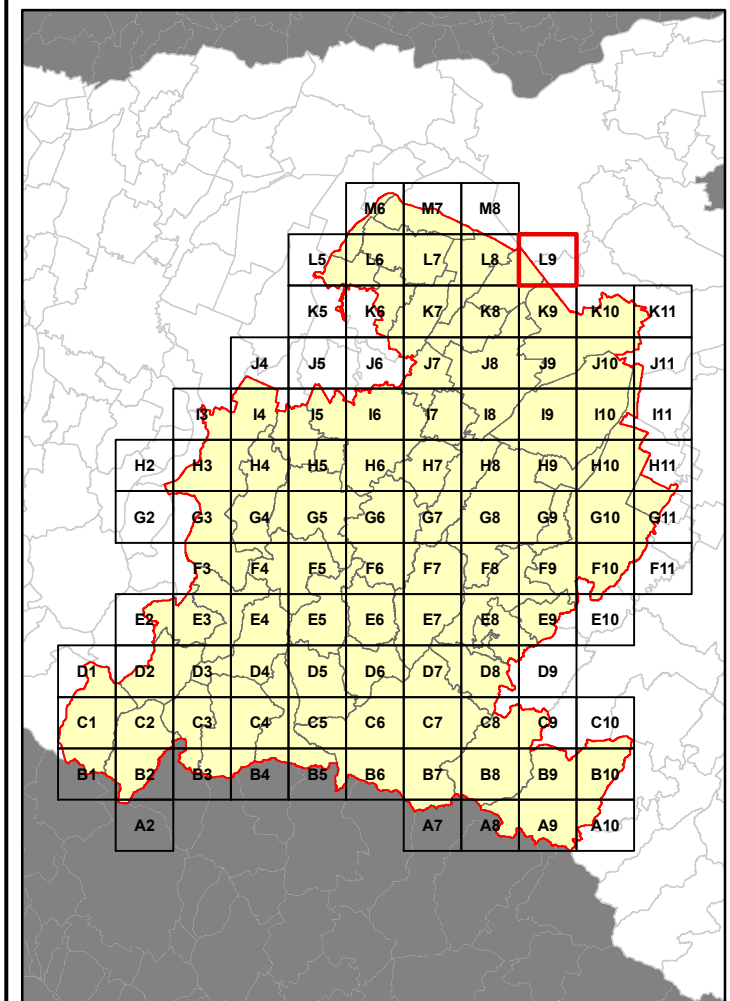 M6 M7 M8
L5 L6 L7 L8 L9
K5 K6 K7 K8 K9 K10 K11
J4 J5 J6 J7 J8 J9 J10 J11
I3 I4 I5 I6 I7 I8 I9 I10 I11
H2 H3 H4 H5 H6 H7 H8 H9 H10 H11
G2 G3 G4 G5 G6 G7 G8 G9 G10 G11
F3 F4 F5 F6 F7 F8 F9 F10 F11
E2 E3 E4 E5 E6 E7 E8 E9 E10
D1 D2 D3 D4 D5 D6 D7 D8 D9
C1 C2 C3 C4 C5 C6 C7 C8 C9 C10
B1 B2 B3 B4 B5 B6 B7 B8 B9 B10
A2 A7 A8 A9 A10